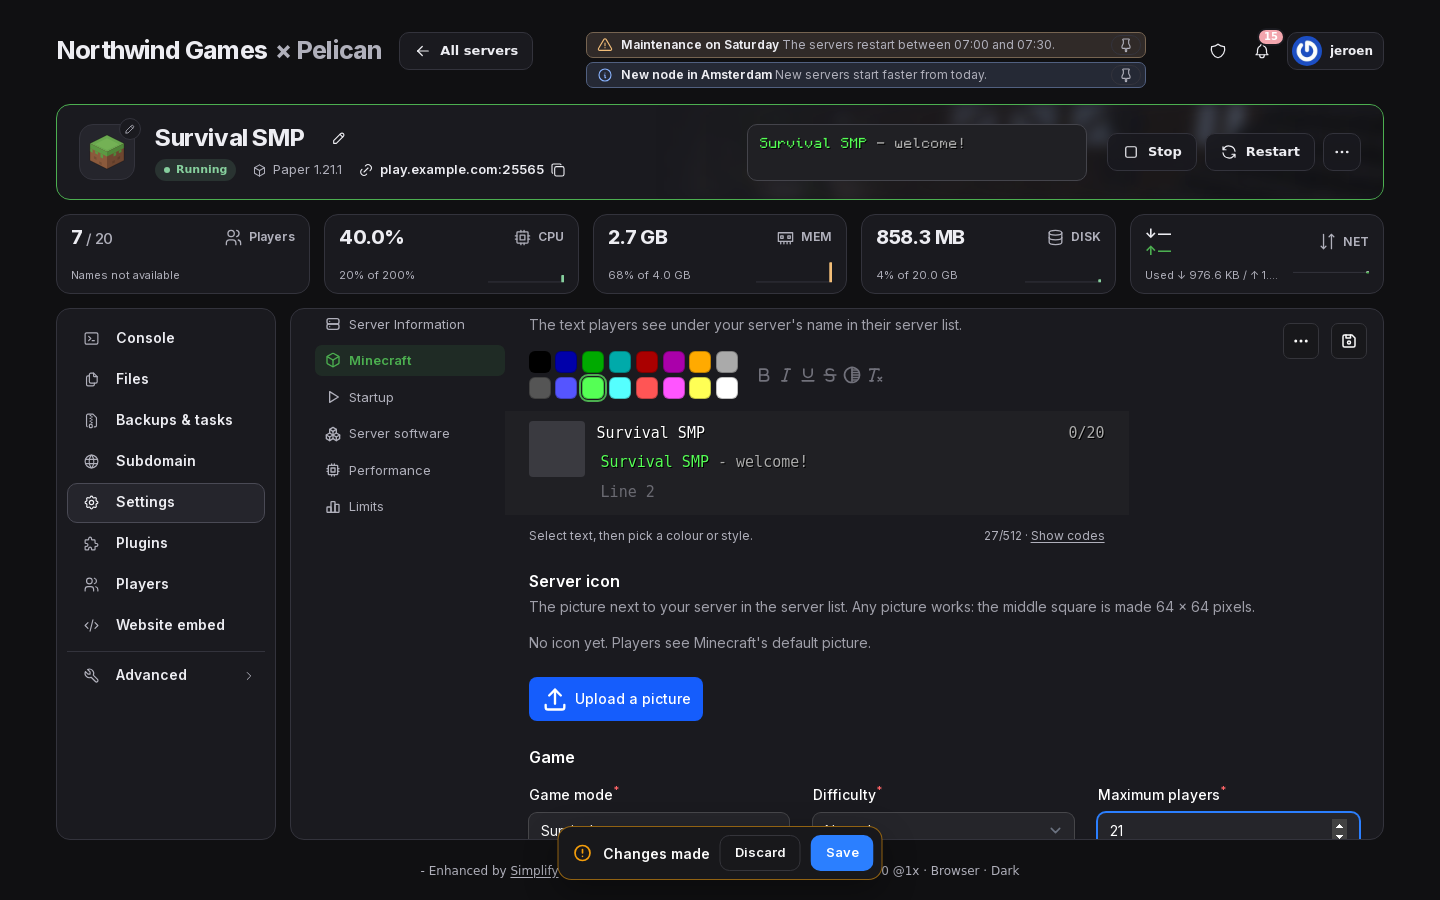 Northwind Games × Pelican
All servers
Maintenance on Saturday The servers restart between 07:00 and 07:30.
New node in Amsterdam New servers start faster from today.
15
jeroen
Survival SMP
Running
Paper 1.21.1
play.example.com:25565
Survival SMP - welcome!
Stop
Restart
7 / 20
Players
Names not available
40.0%
CPU
20% of 200%
2.7 GB
MEM
68% of 4.0 GB
858.3 MB
DISK
4% of 20.0 GB
↓—
↑—
NET
Used ↓ 976.6 KB / ↑ 1....
Console
Files
Backups & tasks
Subdomain
Settings
Plugins
Players
Website embed
Advanced
Server Information
Minecraft
Startup
Server software
Performance
Limits
The text players see under your server's name in their server list.
B I U S Tx
Survival SMP
0/20
Survival SMP - welcome!
Line 2
Select text, then pick a colour or style.
27/512 · Show codes
Server icon
The picture next to your server in the server list. Any picture works: the middle square is made 64 × 64 pixels.
No icon yet. Players see Minecraft's default picture.
Upload a picture
Game
Game mode*
Difficulty*
Maximum players*
21
Changes made
Discard
Save
- Enhanced by Simplify
0 @1x · Browser · Dark